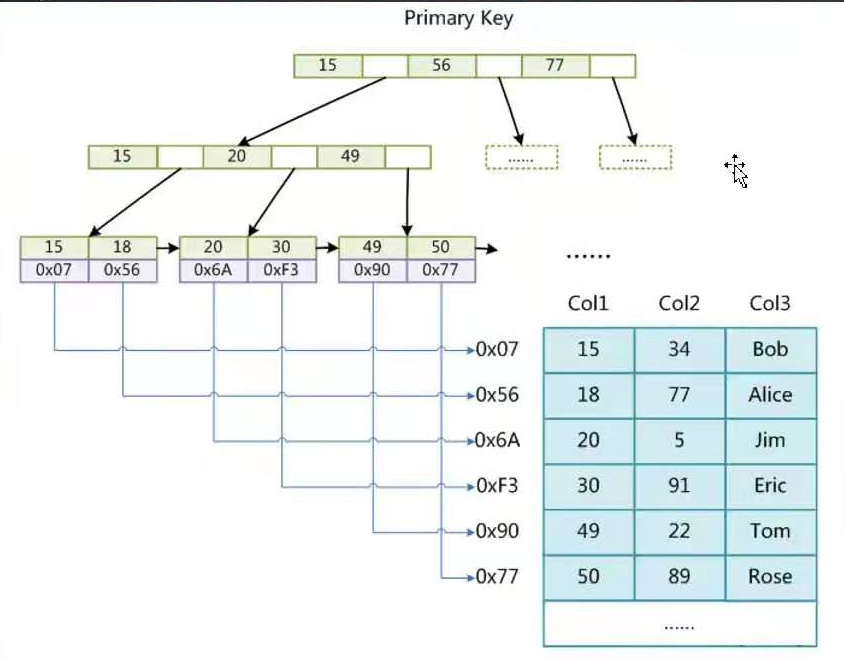 Primary Key
15 56 77
15 20 49
...... ......
15 18 20 30 49 50
0x07 0x56 0x6A 0xF3 0x90 0x77
......
Col1 Col2 Col3
0x07 15 34 Bob
0x56 18 77 Alice
0x6A 20 5 Jim
0xF3 30 91 Eric
0x90 49 22 Tom
0x77 50 89 Rose
......